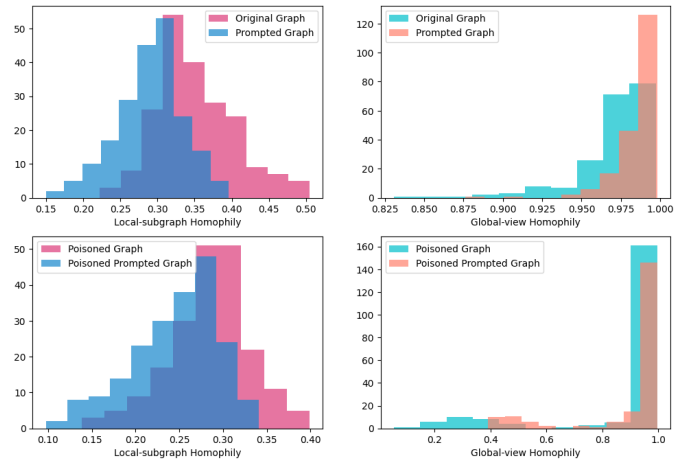 Original Graph
Prompted Graph
50
40
30
20
10
0
0.15 0.20 0.25 0.30 0.35 0.40 0.45 0.50
Local-subgraph Homophily
Original Graph
Prompted Graph
120
100
80
60
40
20
0
0.825 0.850 0.875 0.900 0.925 0.950 0.975 1.000
Global-view Homophily
Poisoned Graph
Poisoned Prompted Graph
50
40
30
20
10
0
0.10 0.15 0.20 0.25 0.30 0.35 0.40
Local-subgraph Homophily
Poisoned Graph
Poisoned Prompted Graph
160
140
120
100
80
60
40
20
0
0.2 0.4 0.6 0.8 1.0
Global-view Homophily